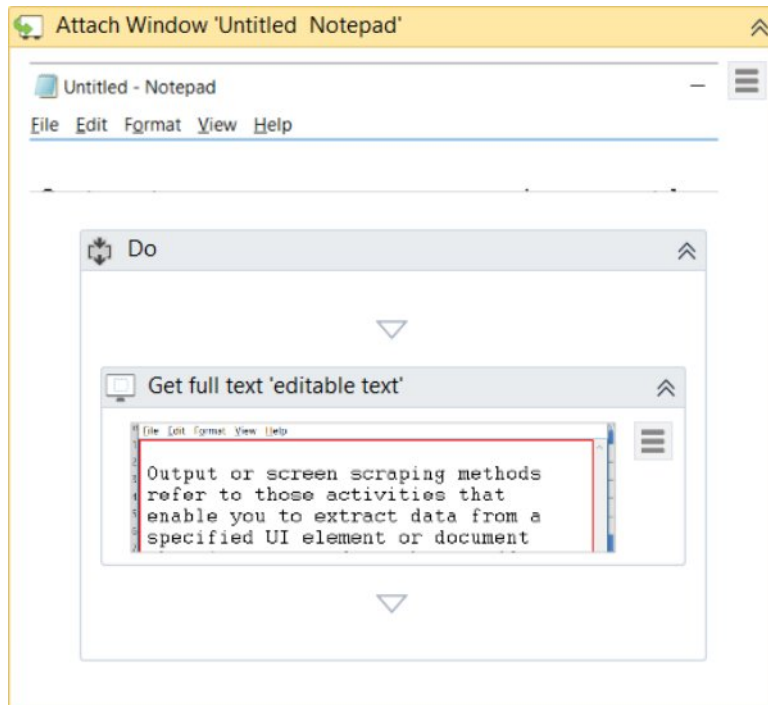 Attach Window 'Untitled  Notepad'
Untitled - Notepad
File Edit Format View Help
Do
Get full text 'editable text'
File Edit Format View Help
Output or screen scraping methods
refer to those activities that
enable you to extract data from a
specified UI element or document